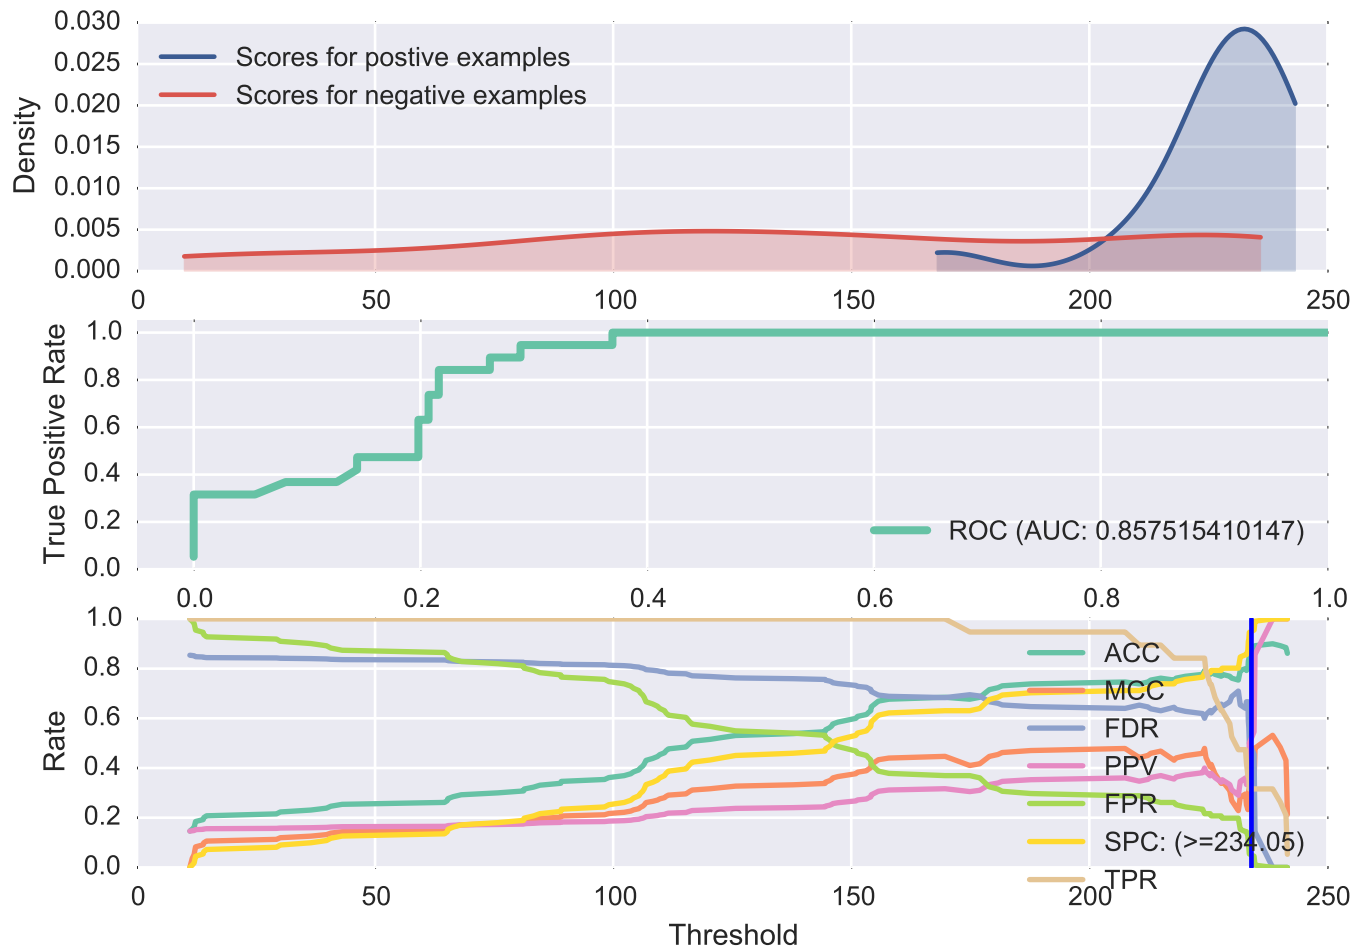 0.030
0.025
0.020
0.015
0.010
0.005
0.000
Density
Scores for postive examples
Scores for negative examples
0 50 100 150 200 250
1.0
0.8
0.6
0.4
0.2
0.0
True Positive Rate
ROC (AUC: 0.857515410147)
0.0 0.2 0.4 0.6 0.8 1.0
1.0
0.8
0.6
0.4
0.2
0.0
Rate
ACC
MCC
FDR
PPV
FPR
SPC: (>=234.05)
TPR
0 50 100 150 200 250
Threshold